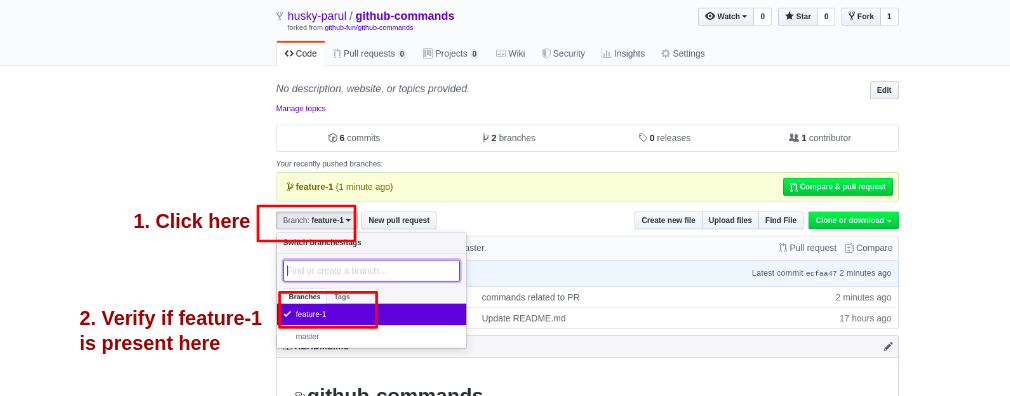 husky-parul / github-commands
Watch 0
Star 0
Fork 1
forked from github-fun/github-commands
Code
Pull requests 0
Projects 0
Wiki
Security
Insights
Settings
No description, website, or topics provided.
Edit
Manage topics
6 commits
2 branches
0 releases
1 contributor
Your recently pushed branches:
feature-1 (1 minute ago)
Compare & pull request
1. Click here
Branch: feature-1
New pull request
Create new file
Upload files
Find File
Clone or download
Switch branches/tags
aster.
Pull request
Compare
Find or create a branch…
Latest commit ecfaa47 2 minutes ago
Branches
Tags
commands related to PR
2 minutes ago
2. Verify if feature-1
is present here
feature-1
Update README.md
17 hours ago
master
github-commands